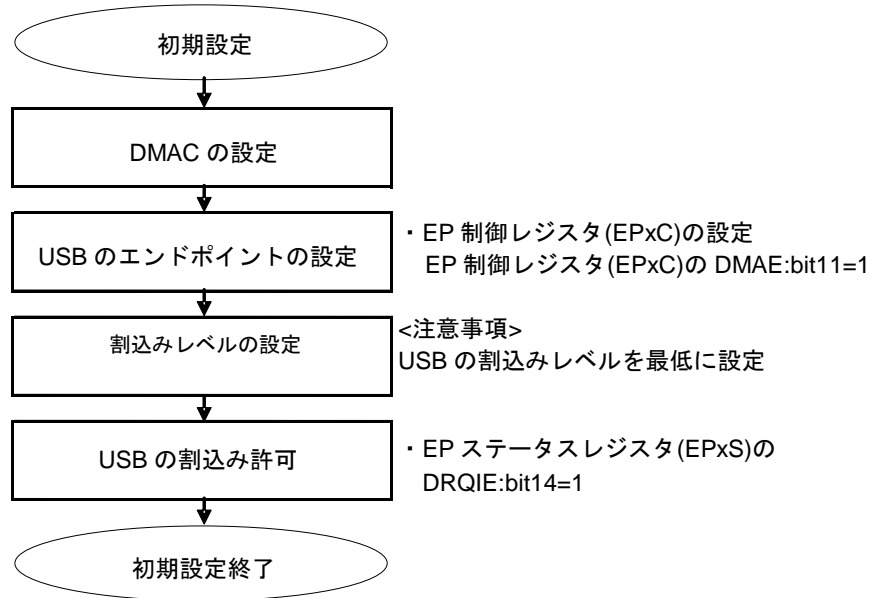 初期設定
DMAC の設定
USB のエンドポイントの設定
・EP 制御レジスタ(EPxC)の設定
EP 制御レジスタ(EPxC)の DMAE:bit11=1
割込みレベルの設定
<注意事項>
USB の割込みレベルを最低に設定
USB の割込み許可
・EP ステータスレジスタ(EPxS)の
DRQIE:bit14=1
初期設定終了